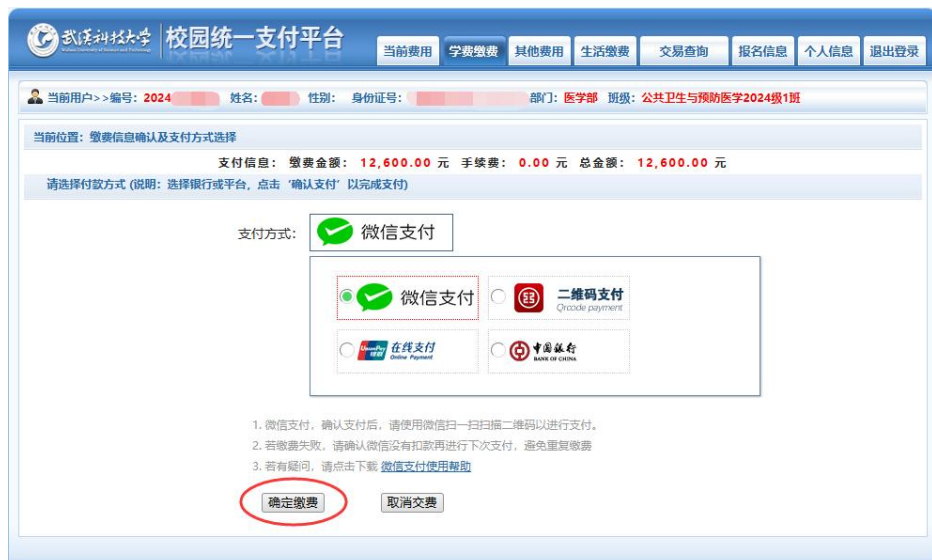 武汉科技大学 校园统一支付平台
当前费用 学费缴费 其他费用 生活缴费 交易查询 报名信息 个人信息 退出登录
当前用户>>编号：2024 姓名： 性别： 身份证号： 部门：医学部 班级：公共卫生与预防医学2024级1班
当前位置：缴费信息确认及支付方式选择
支付信息： 缴费金额： 12,600.00 元 手续费： 0.00 元 总金额： 12,600.00 元
请选择付款方式 (说明：选择银行或平台，点击‘确认支付’以完成支付)
支付方式： 微信支付
微信支付 二维码支付
Qrcode payment
UnionPay 银联 在线支付 中国银行
Online Payment BANK OF CHINA
1. 微信支付，确认支付后，请使用微信扫一扫扫描二维码以进行支付。
2. 若缴费失败，请确认微信没有扣款再进行下次支付，避免重复缴费
3. 若有疑问，请点击下载 微信支付使用帮助
确定缴费 取消交费